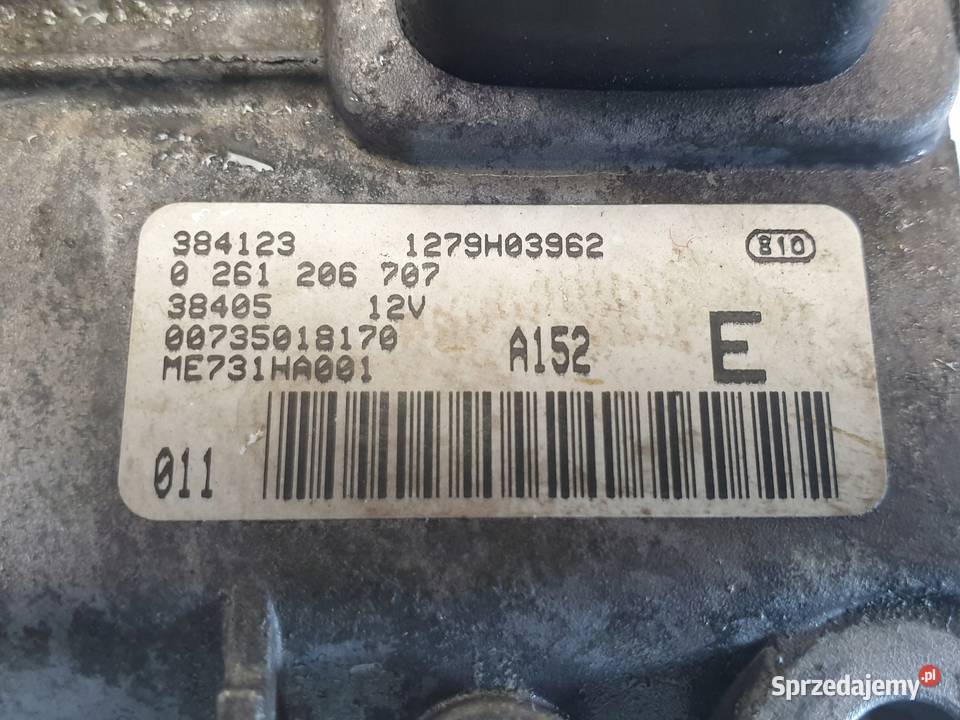 384123 1279H03962 810
0 261 206 707
38405 12V
00735018170
ME731HA001 A152 E
011
Sprzedajemy.pl